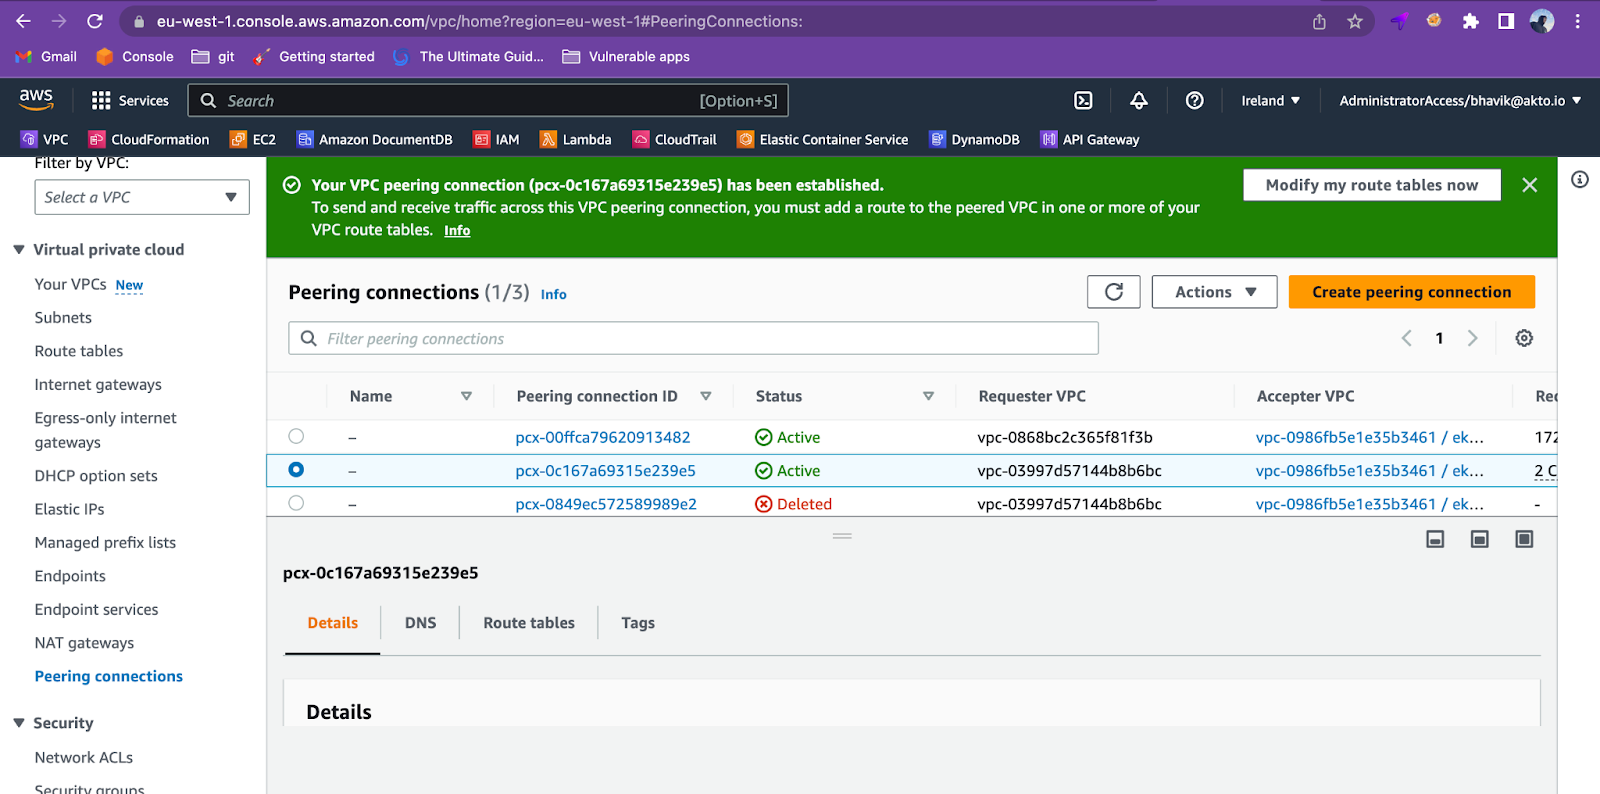 eu-west-1.console.aws.amazon.com/vpc/home?region=eu-west-1#PeeringConnections:
Gmail Console git Getting started The Ultimate Guid... Vulnerable apps
aws Services Search [Option+S] Ireland AdministratorAccess/bhavik@akto.io
VPC CloudFormation EC2 Amazon DocumentDB IAM Lambda CloudTrail Elastic Container Service DynamoDB API Gateway
Filter by VPC:
Select a VPC
Virtual private cloud
Your VPCs New
Subnets
Route tables
Internet gateways
Egress-only internet
gateways
DHCP option sets
Elastic IPs
Managed prefix lists
Endpoints
Endpoint services
NAT gateways
Peering connections
Security
Network ACLs
Security groups
Your VPC peering connection (pcx-0c167a69315e239e5) has been established.
To send and receive traffic across this VPC peering connection, you must add a route to the peered VPC in one or more of your
VPC route tables. Info
Modify my route tables now
Peering connections (1/3) Info
Actions
Create peering connection
Filter peering connections
1
Name Peering connection ID Status Requester VPC Accepter VPC Rec
– pcx-00ffca79620913482 Active vpc-0868bc2c365f81f3b vpc-0986fb5e1e35b3461 / ek... 172
– pcx-0c167a69315e239e5 Active vpc-03997d57144b8b6bc vpc-0986fb5e1e35b3461 / ek... 2 C
– pcx-0849ec572589989e2 Deleted vpc-03997d57144b8b6bc vpc-0986fb5e1e35b3461 / ek... -
pcx-0c167a69315e239e5
Details DNS Route tables Tags
Details